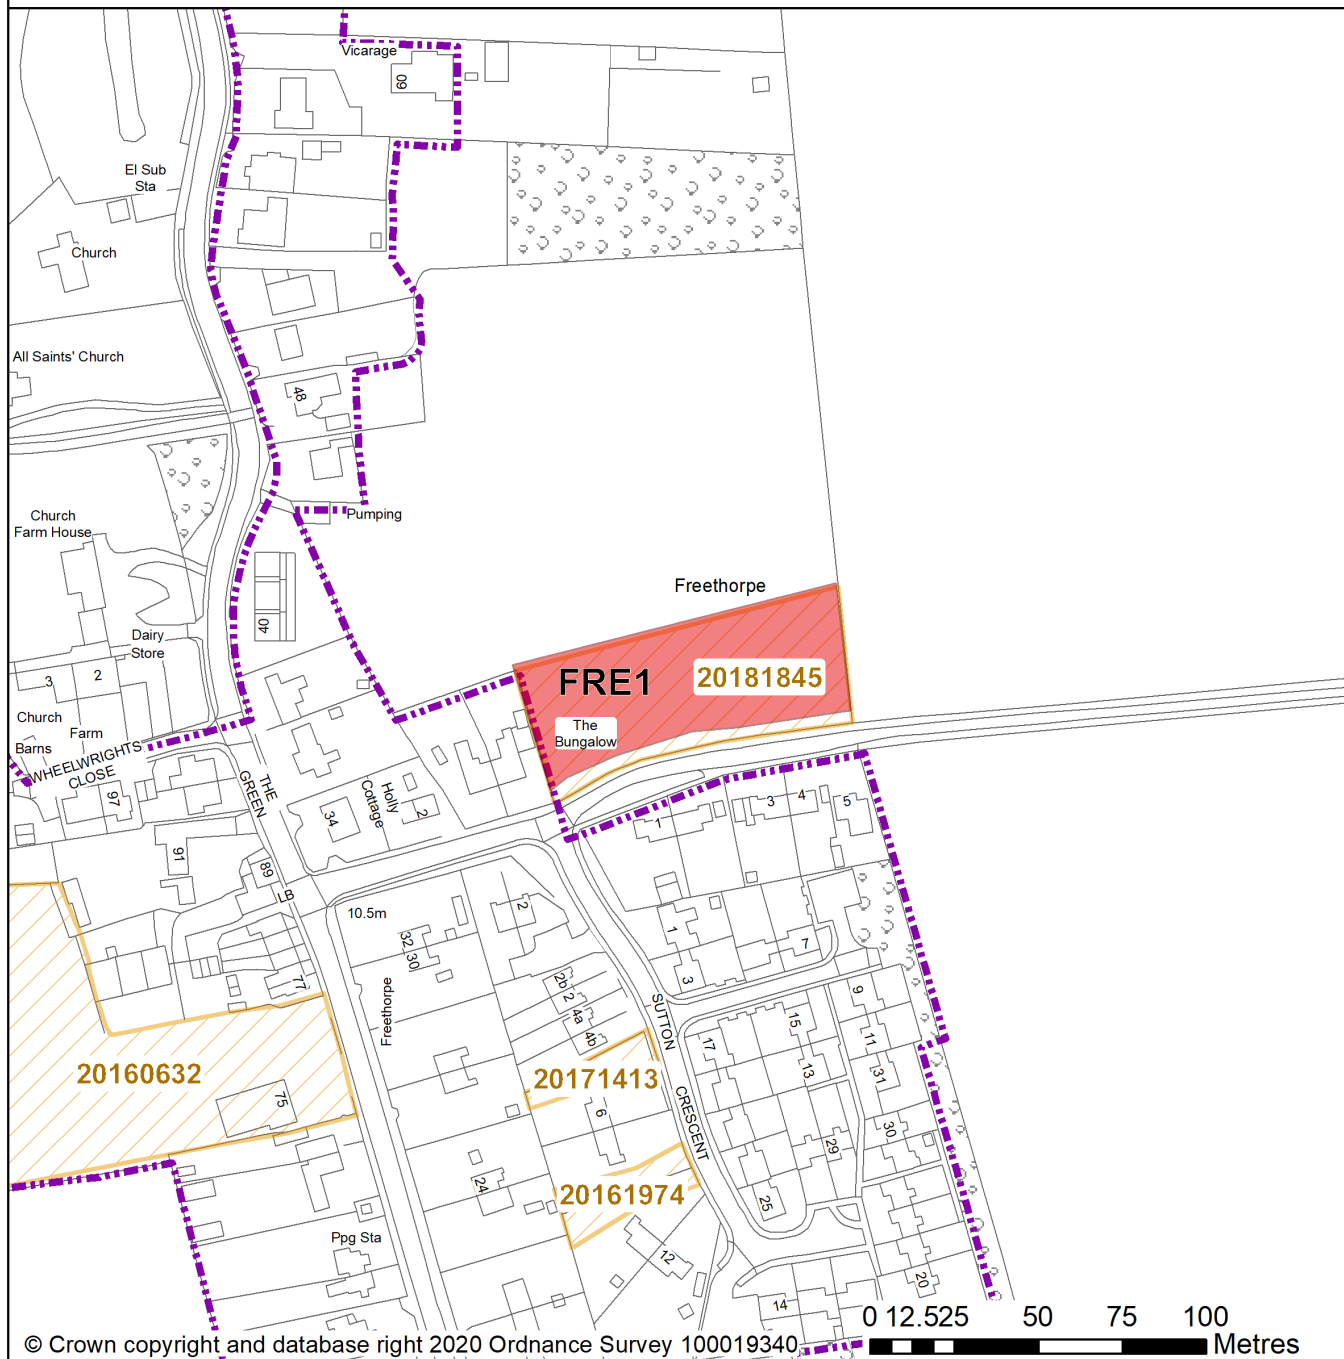 Vicarage
60
El Sub
Sta
Church
All Saints' Church
48
Church
Farm House
Pumping
40
Dairy
Store
Freethorpe
FRE1
20181845
The
Bungalow
3
2
Church
Farm
Barns
WHEELWRIGHTS
CLOSE
97
THE
GREEN
Holly
Cottage
34
2
91
89
LB
1
3
4
5
10.5m
32
30
2
1
3
7
77
Freethorpe
2b
2
4a
4b
SUTTON
CRESCENT
9
11
31
15
13
17
20160632
75
20171413
6
30
29
24
20161974
25
Ppg Sta
12
20
14
0 12.525 50 75 100
Metres
© Crown copyright and database right 2020 Ordnance Survey 100019340